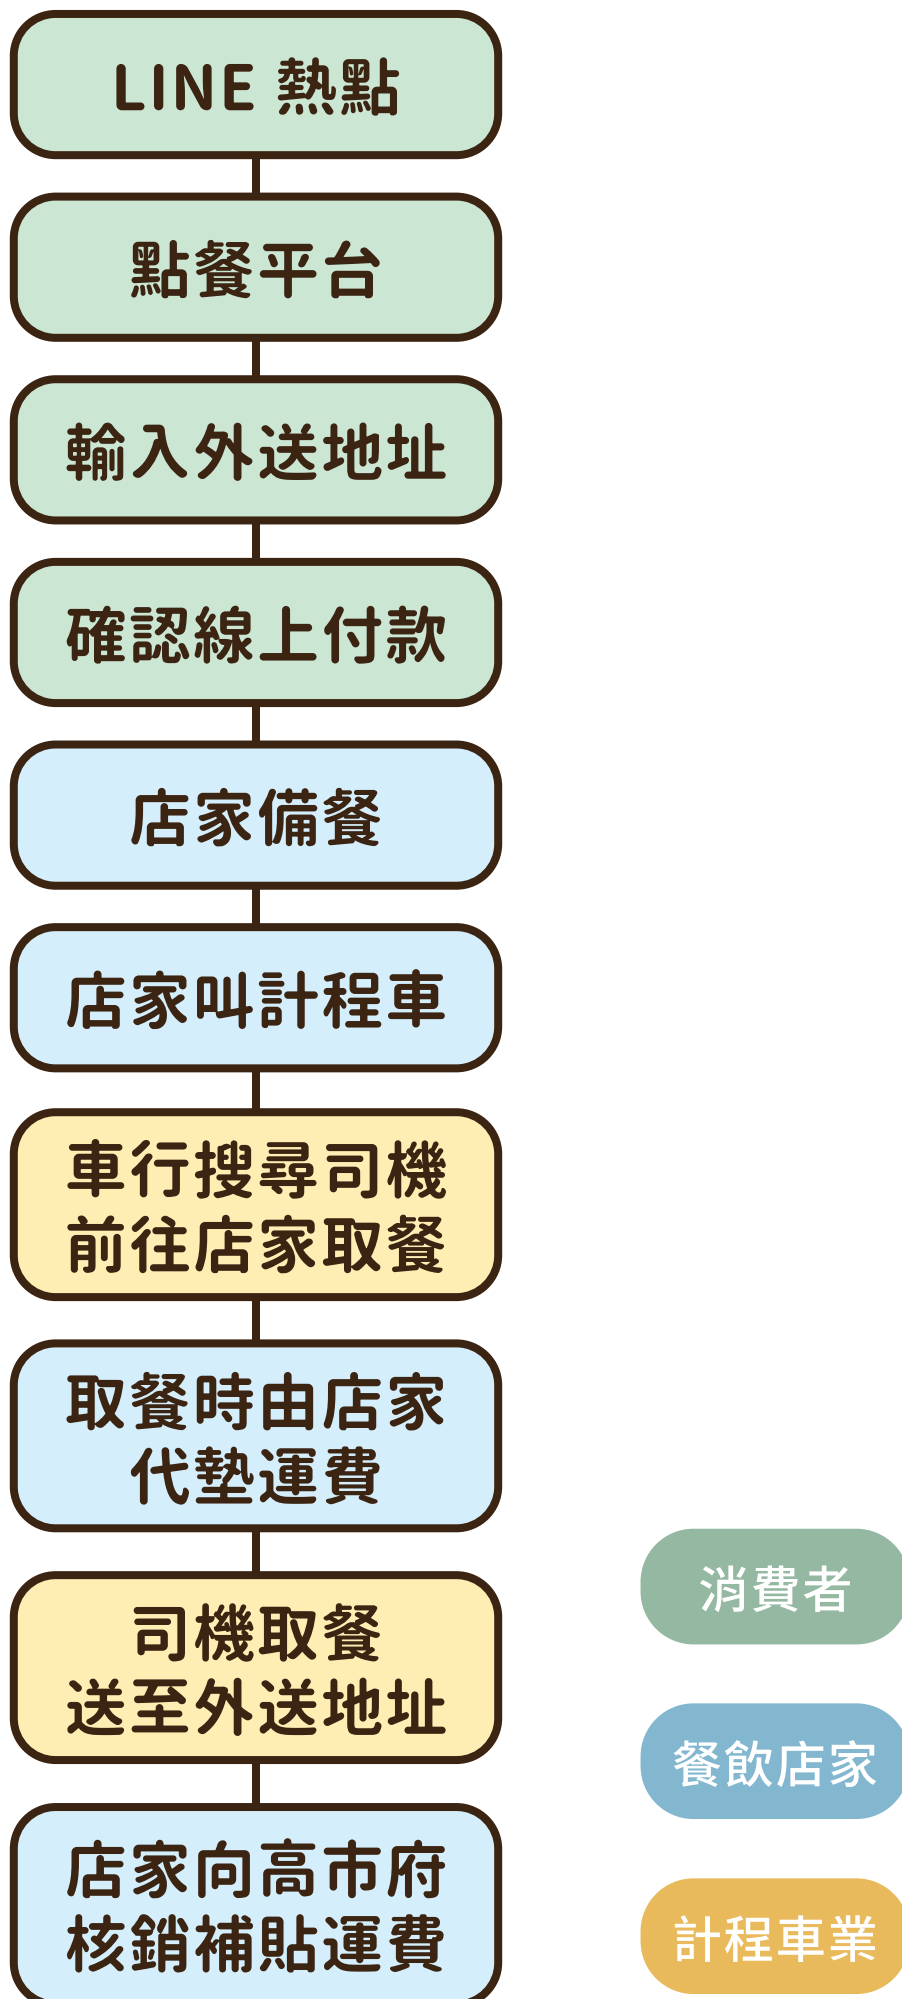 LINE 熱點
點餐平台
輸入外送地址
確認線上付款
店家備餐
店家叫計程車
車行搜尋司機
前往店家取餐
取餐時由店家
代墊運費
司機取餐
送至外送地址
店家向高市府
核銷補貼運費
消費者
餐飲店家
計程車業